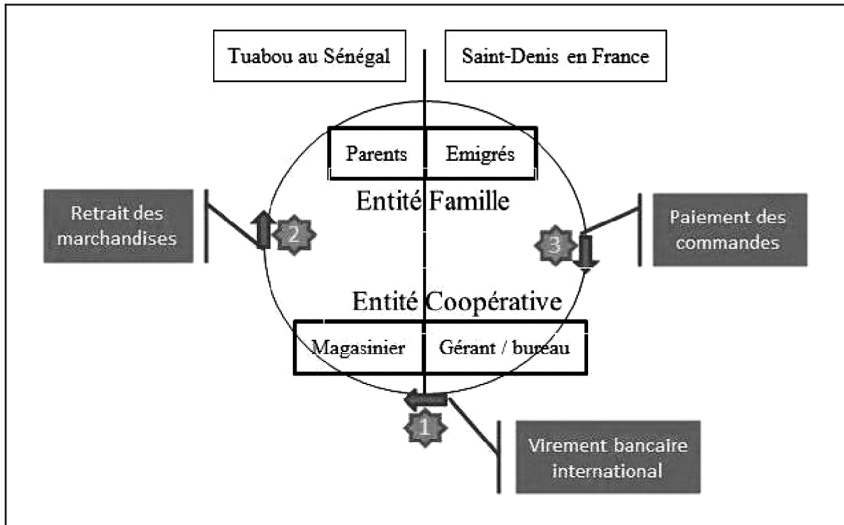 Tuabou au Sénégal
Saint-Denis en France
Parents
Emigrés
Entité Famille
Retrait des
marchandises
2
3
Paiement des
commandes
Entité Coopérative
Magasinier
Gérant / bureau
1
Virement bancaire
international